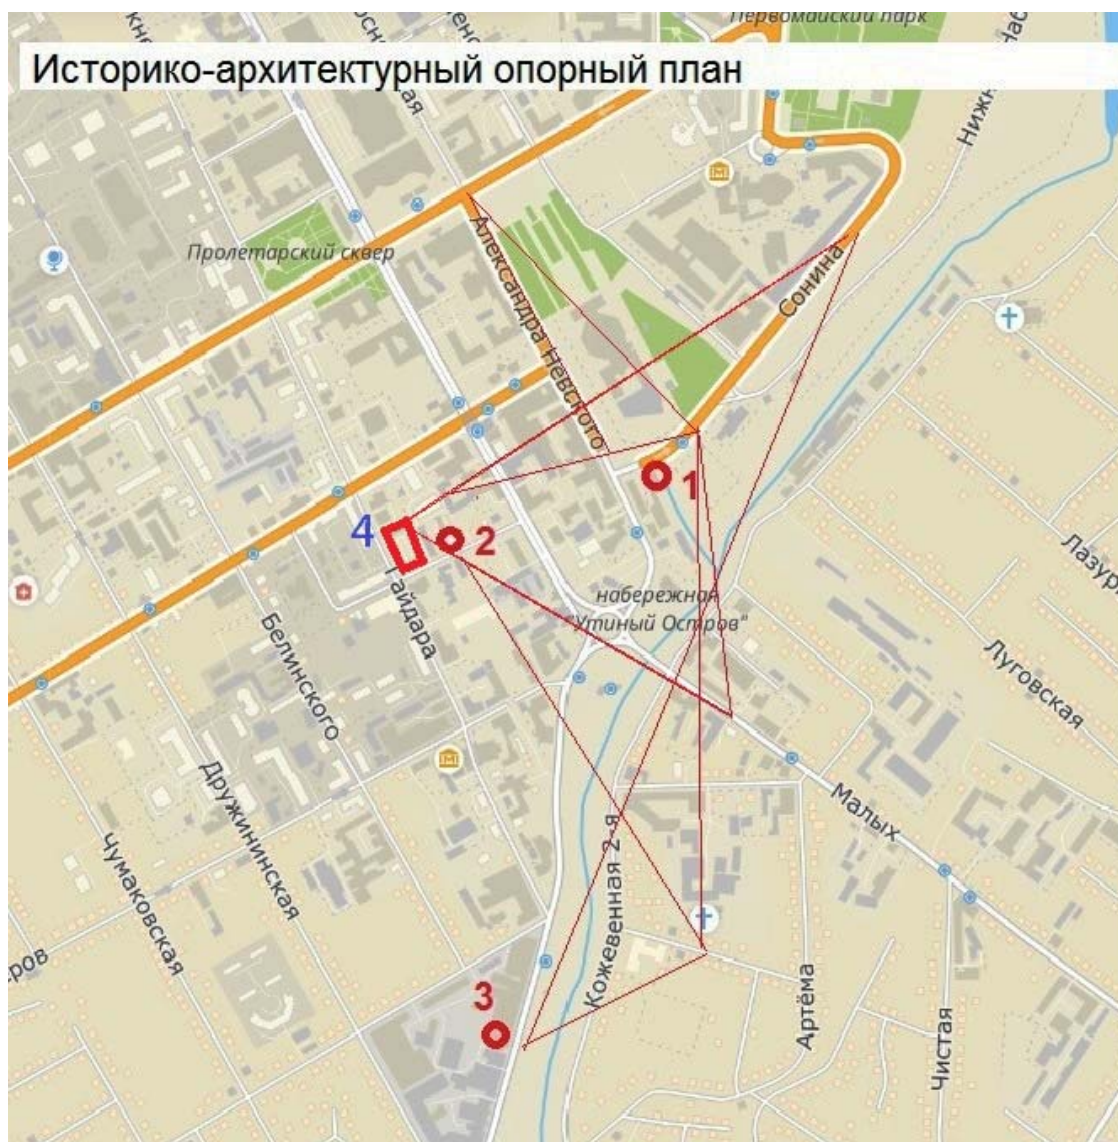 Первомайский парк
Историко-архитектурный опорный план
Пролетарский сквер
Александра Невского
Сонина
1
4
2
Гайдара
набережная
"Утиный Остров"
Лазур
Луговская
Белинского
Дружининская
Чумаковская
Малых
Кожевенная 2-я
Артёма
Чистая
3